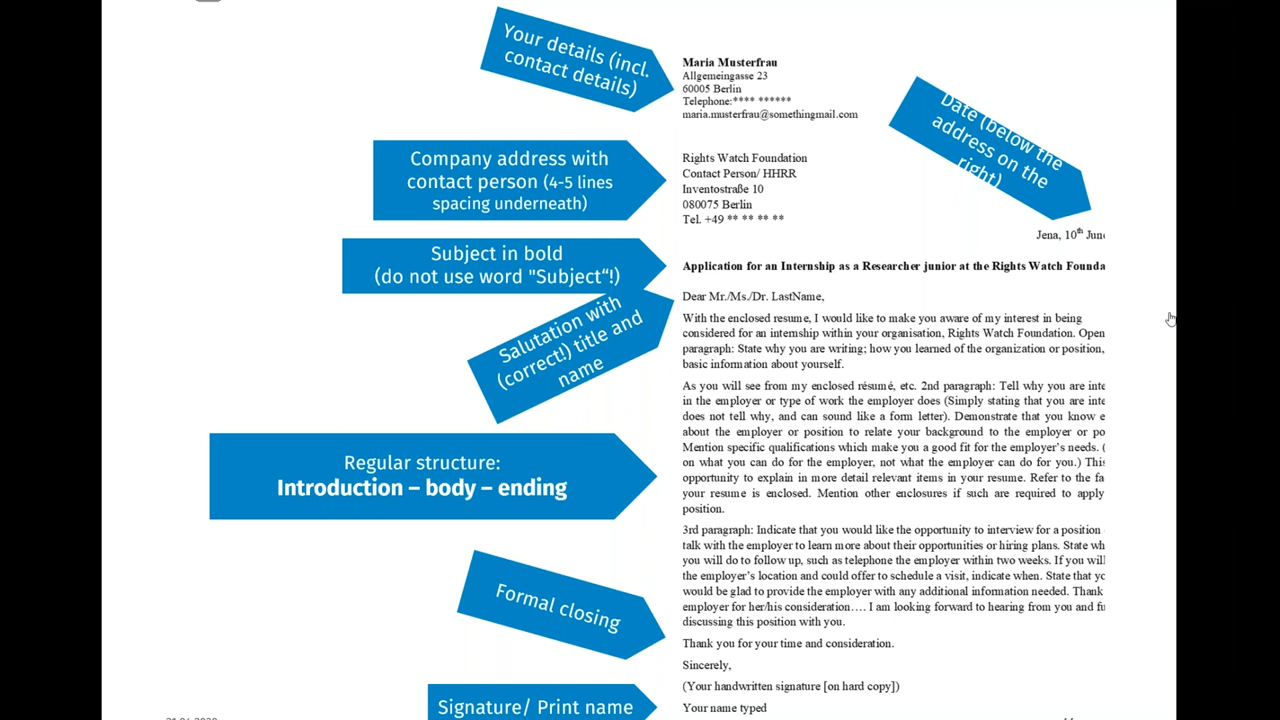 Your details (incl.
contact details)
Maria Musterfrau
Allgemeingasse 23
60005 Berlin
Telephone:**** ******
maria.musterfrau@somethingmail.com
Date (below the
address on the
right)
Company address with
contact person (4-5 lines
spacing underneath)
Rights Watch Foundation
Contact Person/ HHRR
Inventostraße 10
080075 Berlin
Tel. +49 ** ** ** **
Jena, 10th June
Subject in bold
(do not use word "Subject“!)
Application for an Internship as a Researcher junior at the Rights Watch Founda
Salutation with
(correct!) title and
name
Dear Mr./Ms./Dr. LastName,
With the enclosed resume, I would like to make you aware of my interest in being
considered for an internship within your organisation, Rights Watch Foundation. Open
paragraph: State why you are writing; how you learned of the organization or position,
basic information about yourself.
As you will see from my enclosed résumé, etc. 2nd paragraph: Tell why you are inte
in the employer or type of work the employer does (Simply stating that you are inte
does not tell why, and can sound like a form letter). Demonstrate that you know e
about the employer or position to relate your background to the employer or po
Mention specific qualifications which make you a good fit for the employer’s needs. (
on what you can do for the employer, not what the employer can do for you.) This
opportunity to explain in more detail relevant items in your resume. Refer to the fa
your resume is enclosed. Mention other enclosures if such are required to apply
position.
Regular structure:
Introduction – body – ending
3rd paragraph: Indicate that you would like the opportunity to interview for a position
talk with the employer to learn more about their opportunities or hiring plans. State wh
you will do to follow up, such as telephone the employer within two weeks. If you will
the employer’s location and could offer to schedule a visit, indicate when. State that yo
would be glad to provide the employer with any additional information needed. Thank
employer for her/his consideration…. I am looking forward to hearing from you and fu
discussing this position with you.
Formal closing
Thank you for your time and consideration.
Sincerely,
(Your handwritten signature [on hard copy])
Signature/ Print name
Your name typed